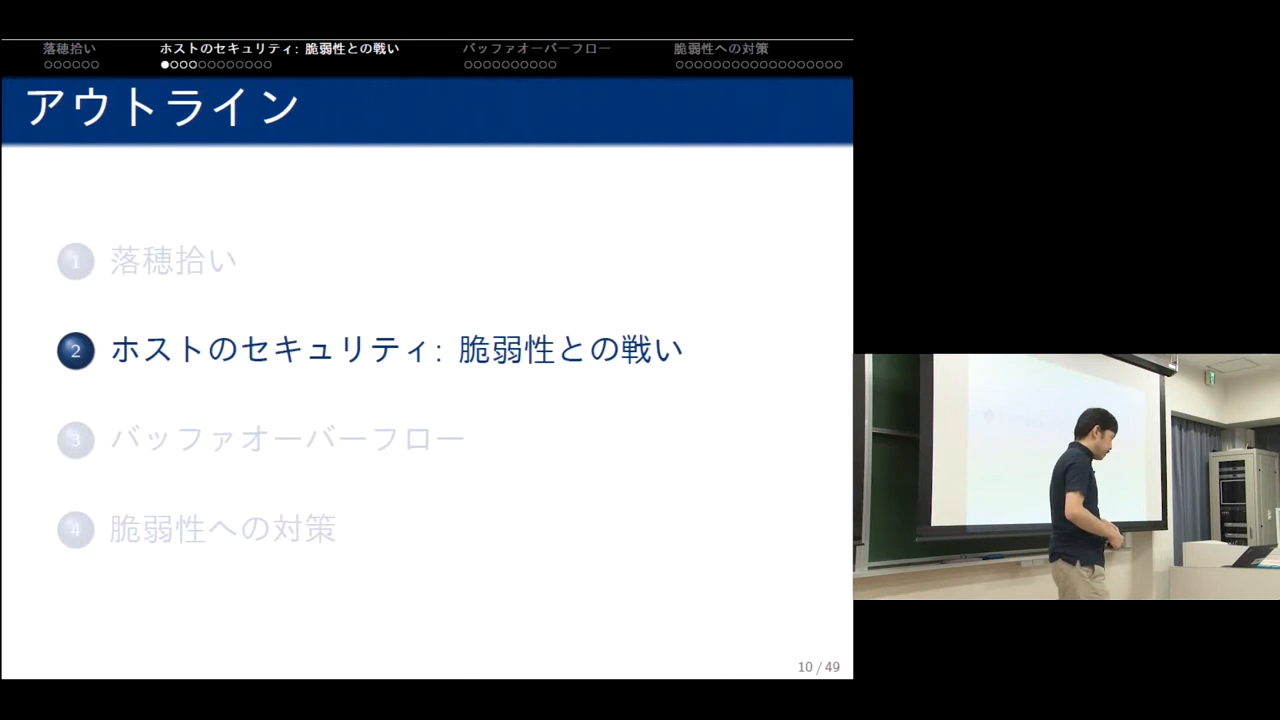 落穂拾い ホストのセキュリティ: 脆弱性との戦い バッファオーバーフロー 脆弱性への対策
アウトライン
1 落穂拾い
2 ホストのセキュリティ: 脆弱性との戦い
3 バッファオーバーフロー
4 脆弱性への対策
10 / 49